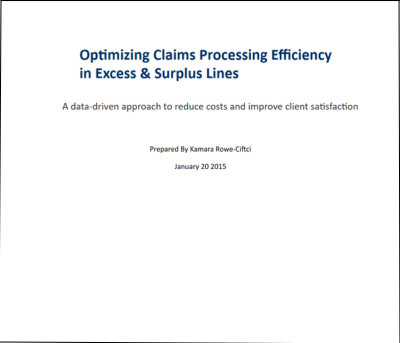 Optimizing Claims Processing Efficiency
in Excess & Surplus Lines
A data-driven approach to reduce costs and improve client satisfaction
Prepared By Kamara Rowe-Ciftci
January 20 2015